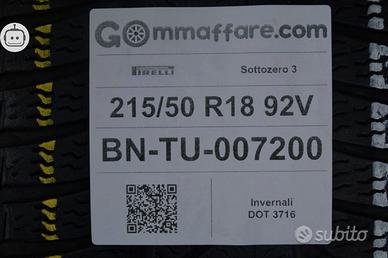 GOmmaffare.com
PIRELLI
Sottozero 3
215/50 R18 92V
BN-TU-007200
Invernali
DOT 3716
subito